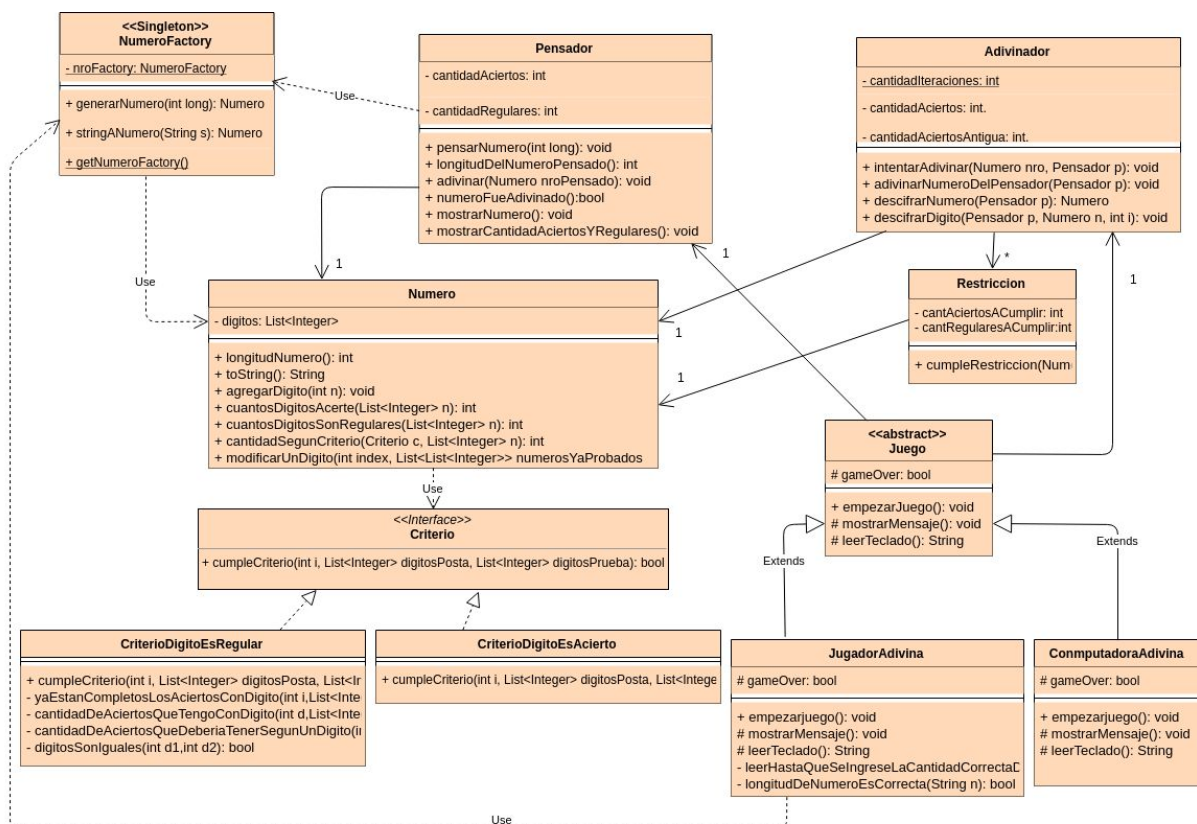 <<Singleton>>
NumeroFactory
- nroFactory: NumeroFactory
+ generarNumero(int long): Numero
+ stringANumero(String s): Numero
+ getNumeroFactory()
Use
Pensador
- cantidadAciertos: int
- cantidadRegulares: int
+ pensarNumero(int long): void
+ longitudDelNumeroPensado(): int
+ adivinar(Numero nroPensado): void
+ numeroFueAdivinado():bool
+ mostrarNumero(): void
+ mostrarCantidadAciertosYRegulares(): void
Adivinador
- cantidadIteraciones: int
- cantidadAciertos: int.
- cantidadAciertosAntigua: int.
+ intentarAdivinar(Numero nro, Pensador p): void
+ adivinarNumeroDelPensador(Pensador p): void
+ descifrarNumero(Pensador p): Numero
+ descifrarDigito(Pensador p, Numero n, int i): void
1
1
*
1
Use
Numero
- digitos: List<Integer>
+ longitudNumero(): int
+ toString(): String
+ agregarDigito(int n): void
+ cuantosDigitosAcerte(List<Integer> n): int
+ cuantosDigitosSonRegulares(List<Integer> n): int
+ cantidadSegunCriterio(Criterio c, List<Integer> n): int
+ modificarUnDigito(int index, List<List<Integer>> numerosYaProbados
1
1
Restriccion
- cantAciertosACumplir: int
- cantRegularesACumplir:int
+ cumpleRestriccion(Num
Use
<<Interface>>
Criterio
+ cumpleCriterio(int i, List<Integer> digitosPosta, List<Integer> digitosPrueba): bool
<<abstract>>
Juego
# gameOver: bool
+ empezarJuego(): void
# mostrarMensaje(): void
# leerTeclado(): String
Extends
Extends
CriterioDigitoEsRegular
+ cumpleCriterio(int i, List<Integer> digitosPosta, List<Ir
- yaEstanCompletosLosAciertosConDigito(int i,List<Inte
- cantidadDeAciertosQueTengoConDigito(int d,List<Inte
- cantidadDeAciertosQueDeberiaTenerSegunUnDigito(i
- digitosSonIguales(int d1,int d2): bool
CriterioDigitoEsAcierto
+ cumpleCriterio(int i, List<Integer> digitosPosta, List<Intege
JugadorAdivina
# gameOver: bool
+ empezarjuego(): void
# mostrarMensaje(): void
# leerTeclado(): String
- leerHastaQueSeIngreseLaCantidadCorrectaD
- longitudDeNumeroEsCorrecta(String n): bool
ConmputadoraAdivina
# gameOver: bool
+ empezarjuego(): void
# mostrarMensaje(): void
# leerTeclado(): String
Use